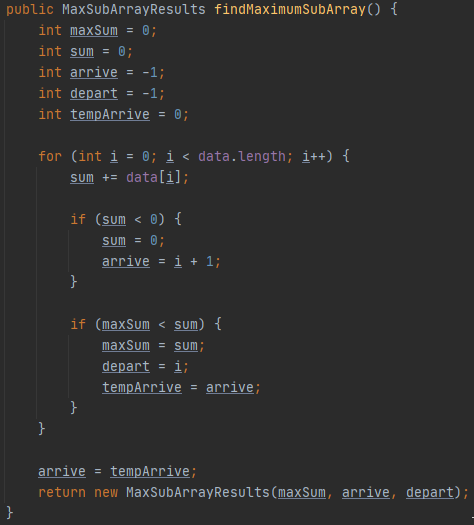 public MaxSubArrayResults findMaximumSubArray() {
    int maxSum = 0;
    int sum = 0;
    int arrive = -1;
    int depart = -1;
    int tempArrive = 0;

    for (int i = 0; i < data.length; i++) {
        sum += data[i];

        if (sum < 0) {
            sum = 0;
            arrive = i + 1;
        }

        if (maxSum < sum) {
            maxSum = sum;
            depart = i;
            tempArrive = arrive;
        }
    }

    arrive = tempArrive;
    return new MaxSubArrayResults(maxSum, arrive, depart);
}